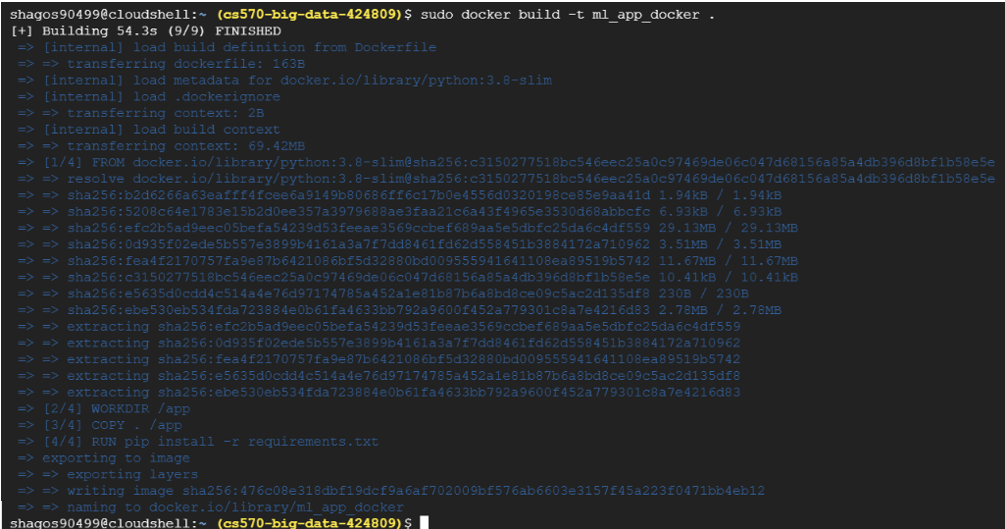 shagos90499@cloudshell:~ (cs570-big-data-424809)$ sudo docker build -t ml_app_docker .
[+] Building 54.3s (9/9) FINISHED
=> [internal] load build definition from Dockerfile
=> => transferring dockerfile: 163B
=> [internal] load metadata for docker.io/library/python:3.8-slim
=> [internal] load .dockerignore
=> => transferring context: 2B
=> [internal] load build context
=> => transferring context: 69.42MB
=> [1/4] FROM docker.io/library/python:3.8-slim@sha256:c3150277518bc546eec25a0c97469de06c047d68156a85a4db396d8bf1b58e5e
=> => resolve docker.io/library/python:3.8-slim@sha256:c3150277518bc546eec25a0c97469de06c047d68156a85a4db396d8bf1b58e5e
=> => sha256:b2d6266a63eafff4fcee6a9149b80686ff6c17b0e4556d0320198ce85e9aa41d 1.94kB / 1.94kB
=> => sha256:5208c64e1783e15b2d0ee357a3979688ae3faa21c6a43f4965e3530d68abbcfc 6.93kB / 6.93kB
=> => sha256:efc2b5ad9eec05befa54239d53feeae3569ccbef689aa5e5dbfc25da6c4df559 29.13MB / 29.13MB
=> => sha256:0d935f02ede5b557e3899b4161a3a7f7dd8461fd62d558451b3884172a710962 3.51MB / 3.51MB
=> => sha256:fea4f2170757fa9e87b6421086bf5d32880bd009555941641108ea89519b5742 11.67MB / 11.67MB
=> => sha256:c3150277518bc546eec25a0c97469de06c047d68156a85a4db396d8bf1b58e5e 10.41kB / 10.41kB
=> => sha256:e5635d0cdd4c514a4e76d97174785a452a1e81b87b6a8bd8ce09c5ac2d135df8 230B / 230B
=> => sha256:ebe530eb534fda723884e0b61fa4633bb792a9600f452a779301c8a7e4216d83 2.78MB / 2.78MB
=> => extracting sha256:efc2b5ad9eec05befa54239d53feeae3569ccbef689aa5e5dbfc25da6c4df559
=> => extracting sha256:0d935f02ede5b557e3899b4161a3a7f7dd8461fd62d558451b3884172a710962
=> => extracting sha256:fea4f2170757fa9e87b6421086bf5d32880bd009555941641108ea89519b5742
=> => extracting sha256:e5635d0cdd4c514a4e76d97174785a452a1e81b87b6a8bd8ce09c5ac2d135df8
=> => extracting sha256:ebe530eb534fda723884e0b61fa4633bb792a9600f452a779301c8a7e4216d83
=> [2/4] WORKDIR /app
=> [3/4] COPY . /app
=> [4/4] RUN pip install -r requirements.txt
=> exporting to image
=> => exporting layers
=> => writing image sha256:476c08e318dbf19dcf9a6af702009bf576ab6603e3157f45a223f0471bb4eb12
=> => naming to docker.io/library/ml_app_docker
shagos90499@cloudshell:~ (cs570-big-data-424809)$